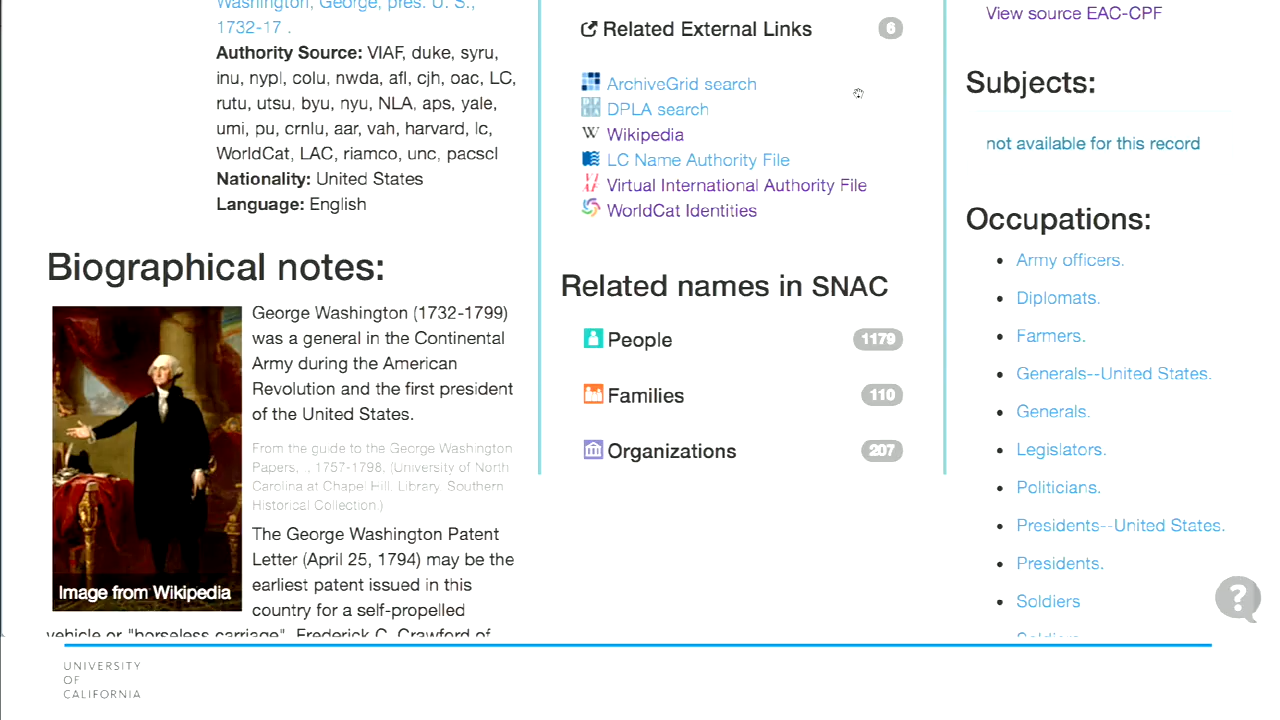 Washington, George, pres. U. S.,
1732-17 .
Authority Source: VIAF, duke, syru,
inu, nypl, colu, nwda, afl, cjh, oac, LC,
rutu, utsu, byu, nyu, NLA, aps, yale,
umi, pu, crnlu, aar, vah, harvard, lc,
WorldCat, LAC, riamco, unc, pacscl
Nationality: United States
Language: English
Biographical notes:
George Washington (1732-1799)
was a general in the Continental
Army during the American
Revolution and the first president
of the United States.
From the guide to the George Washington
Papers, ., 1757-1798, (University of North
Carolina at Chapel Hill. Library. Southern
Historical Collection.)
The George Washington Patent
Letter (April 25, 1794) may be the
earliest patent issued in this
country for a self-propelled
vehicle or "horseless carriage". Frederick C. Crawford of
Image from Wikipedia
Related External Links 6
ArchiveGrid search
DPLA search
W Wikipedia
LC Name Authority File
Virtual International Authority File
WorldCat Identities
Related names in SNAC
People 1179
Families 110
Organizations 207
View source EAC-CPF
Subjects:
not available for this record
Occupations:
Army officers.
Diplomats.
Farmers.
Generals--United States.
Generals.
Legislators.
Politicians.
Presidents--United States.
Presidents.
Soldiers
Soldiers
?
UNIVERSITY
OF
CALIFORNIA